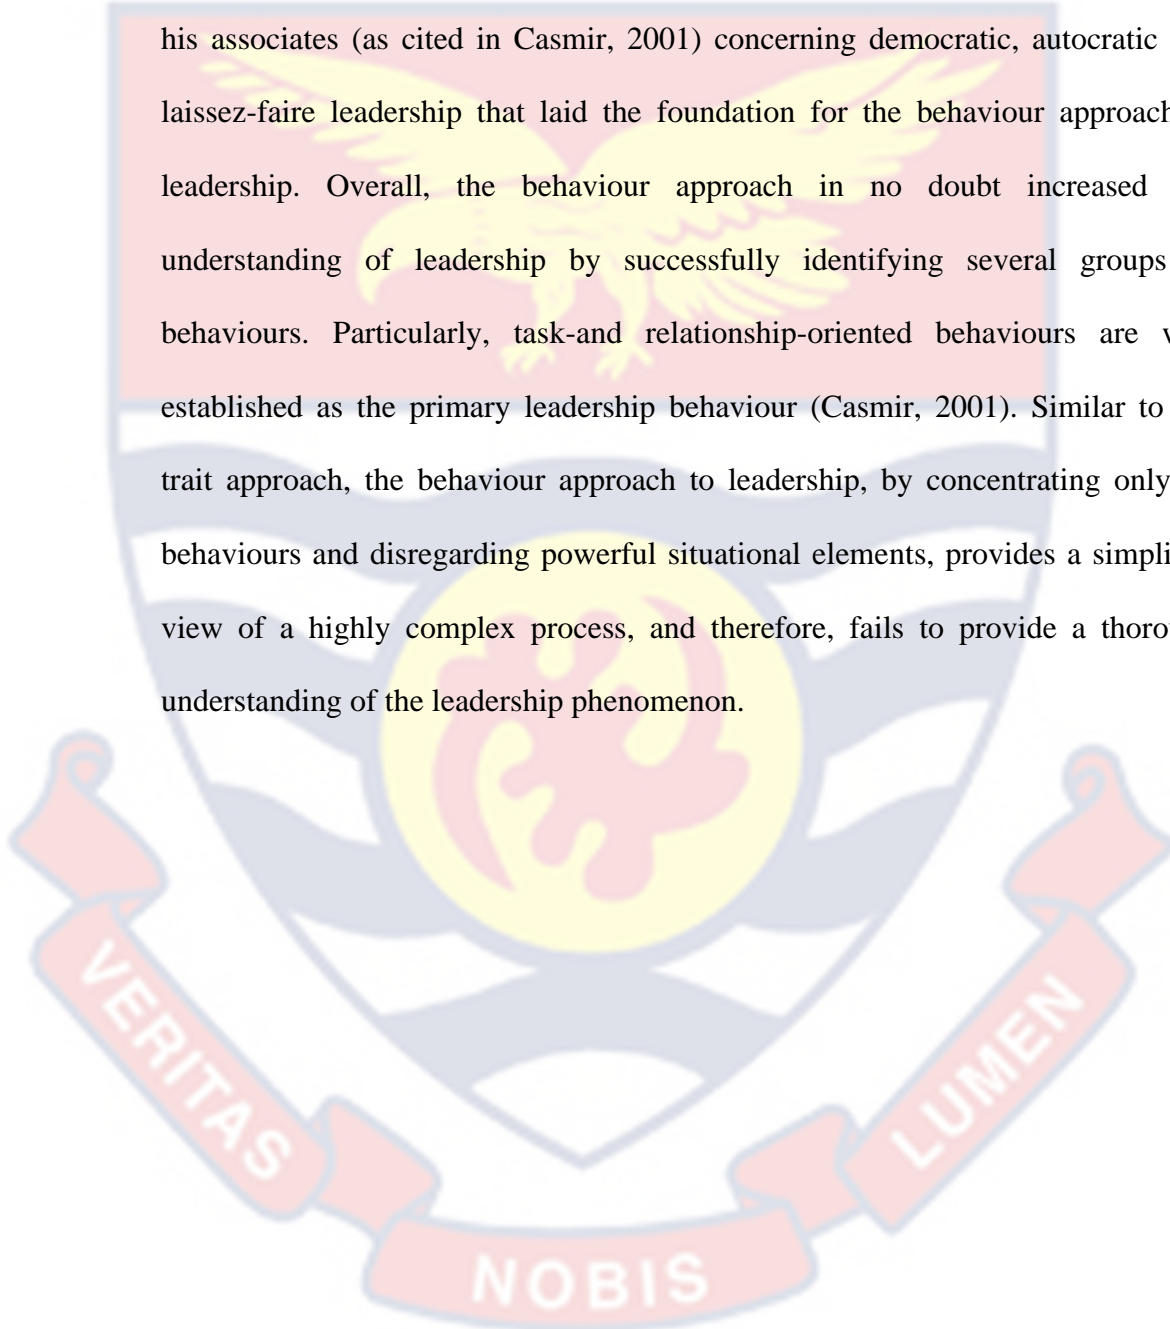 his associates (as cited in Casmir, 2001) concerning democratic, autocratic
laissez-faire leadership that laid the foundation for the behaviour approach
leadership. Overall, the behaviour approach in no doubt increased
understanding of leadership by successfully identifying several groups
behaviours. Particularly, task-and relationship-oriented behaviours are
established as the primary leadership behaviour (Casmir, 2001). Similar to
trait approach, the behaviour approach to leadership, by concentrating only
behaviours and disregarding powerful situational elements, provides a
view of a highly complex process, and therefore, fails to provide a
understanding of the leadership phenomenon.
VERITAS
NOBIS
LUMEN